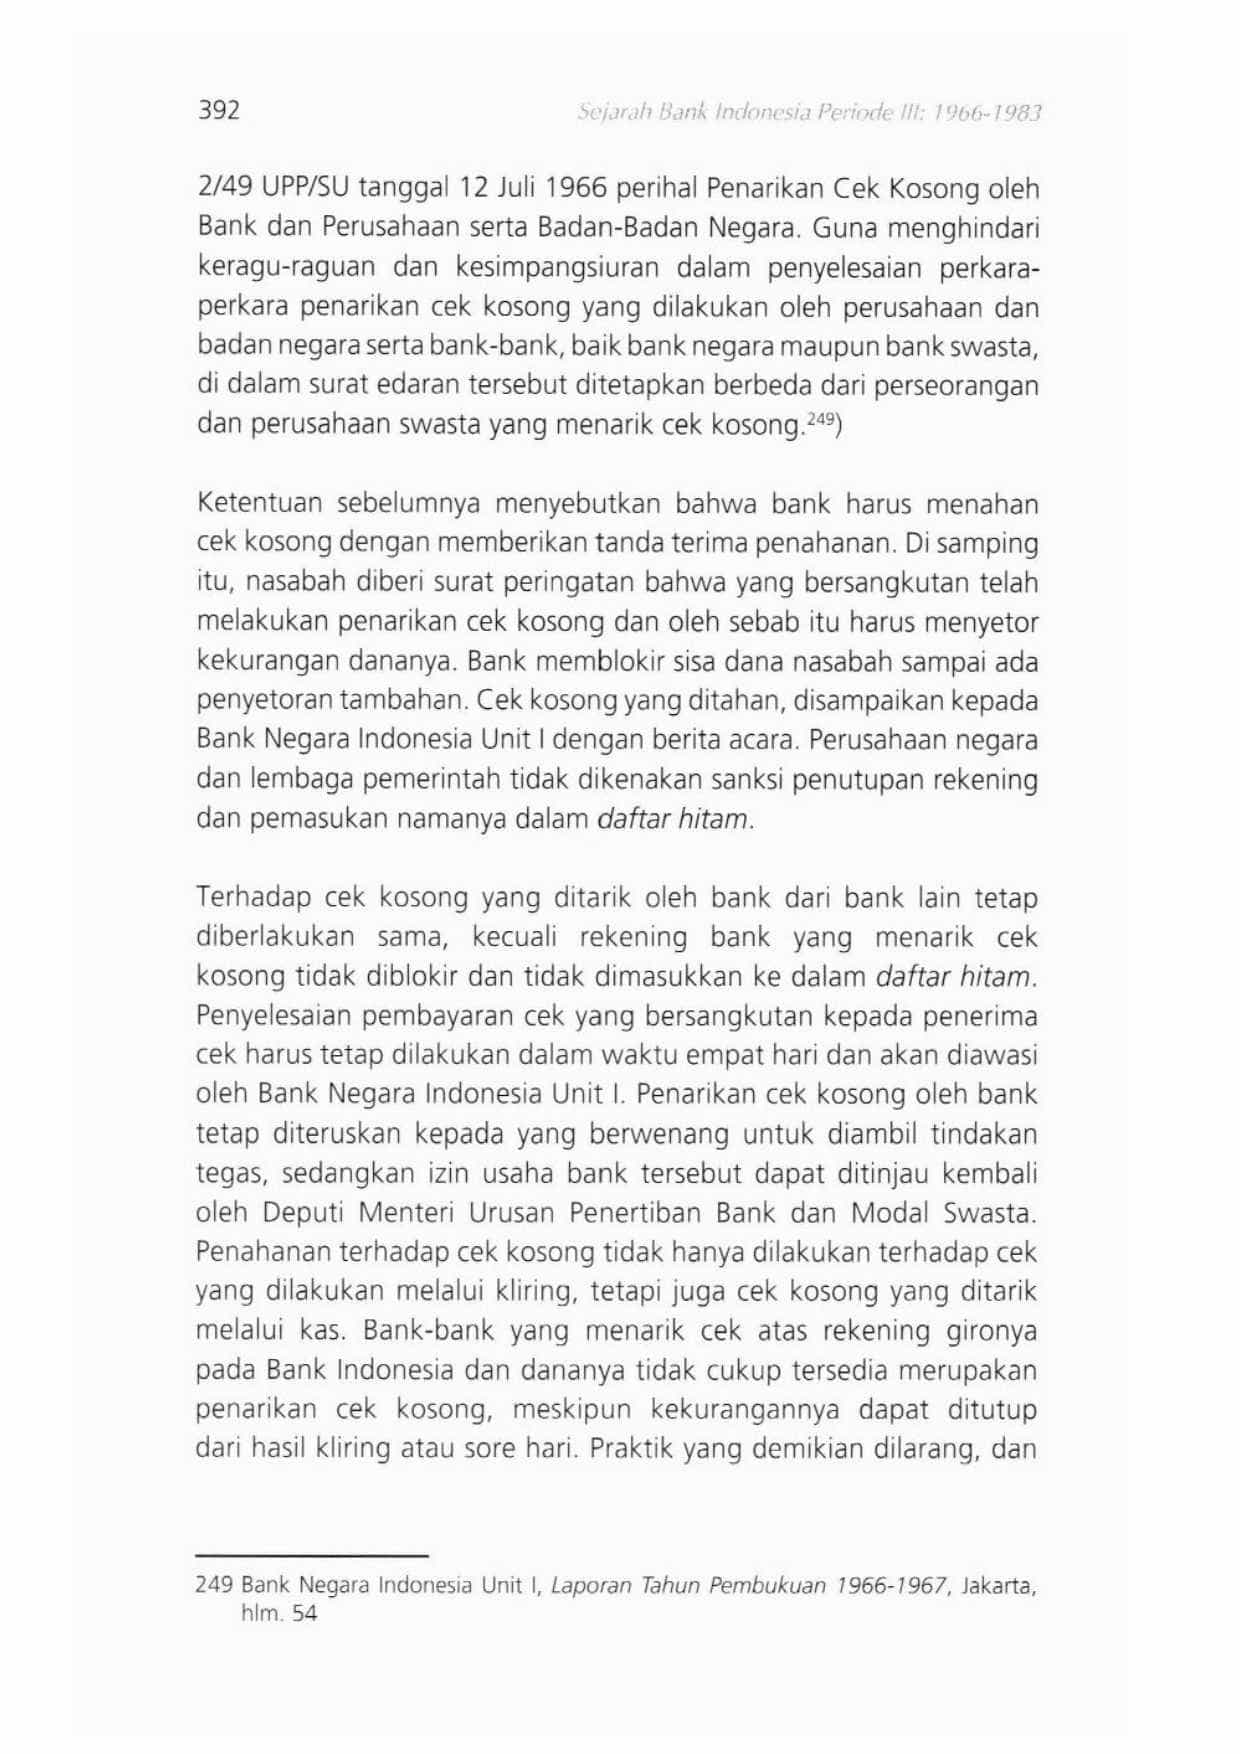 392
Sejarah Bank Indonesia Periode III: 1966-1983
2/49 UPP/SU tanggal 12 Juli 1966 perihal Penarikan Cek Kosong oleh
Bank dan Perusahaan serta Badan-Badan Negara. Guna menghindari
keragu-raguan dan kesimpangsiuran dalam penyelesaian perkara-
perkara penarikan cek kosong yang dilakukan oleh perusahaan dan
badan negara serta bank-bank, baik bank negara maupun bank swasta,
di dalam surat edaran tersebut ditetapkan berbeda dari perseorangan
dan perusahaan swasta yang menarik cek kosong.249)
Ketentuan sebelumnya menyebutkan bahwa bank harus menahan
cek kosong dengan memberikan tanda terima penahanan. Di samping
itu, nasabah diberi surat peringatan bahwa yang bersangkutan telah
melakukan penarikan cek kosong dan oleh sebab itu harus menyetor
kekurangan dananya. Bank memblokir sisa dana nasabah sampai ada
penyetoran tambahan. Cek kosong yang ditahan, disampaikan kepada
Bank Negara Indonesia Unit I dengan berita acara. Perusahaan negara
dan lembaga pemerintah tidak dikenakan sanksi penutupan rekening
dan pemasukan namanya dalam daftar hitam.
Terhadap cek kosong yang ditarik oleh bank dari bank lain tetap
diberlakukan sama, kecuali rekening bank yang menarik cek
kosong tidak diblokir dan tidak dimasukkan ke dalam daftar hitam.
Penyelesaian pembayaran cek yang bersangkutan kepada penerima
cek harus tetap dilakukan dalam waktu empat hari dan akan diawasi
oleh Bank Negara Indonesia Unit I. Penarikan cek kosong oleh bank
tetap diteruskan kepada yang berwenang untuk diambil tindakan
tegas, sedangkan izin usaha bank tersebut dapat ditinjau kembali
oleh Deputi Menteri Urusan Penertiban Bank dan Modal Swasta.
Penahanan terhadap cek kosong tidak hanya dilakukan terhadap cek
yang dilakukan melalui kliring, tetapi juga cek kosong yang ditarik
melalui kas. Bank-bank yang menarik cek atas rekening gironya
pada Bank Indonesia dan dananya tidak cukup tersedia merupakan
penarikan cek kosong, meskipun kekurangannya dapat ditutup
dari hasil kliring atau sore hari. Praktik yang demikian dilarang, dan
249 Bank Negara Indonesia Unit I, Laporan Tahun Pembukuan 1966-1967, Jakarta,
hlm. 54